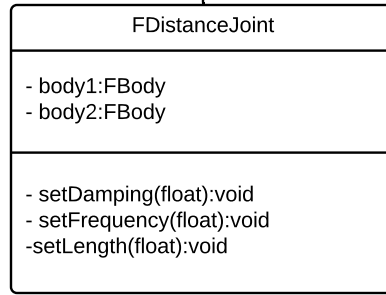 FDistanceJoint
- body1:FBody
- body2:FBody
- setDamping(float):void
- setFrequency(float):void
-setLength(float):void